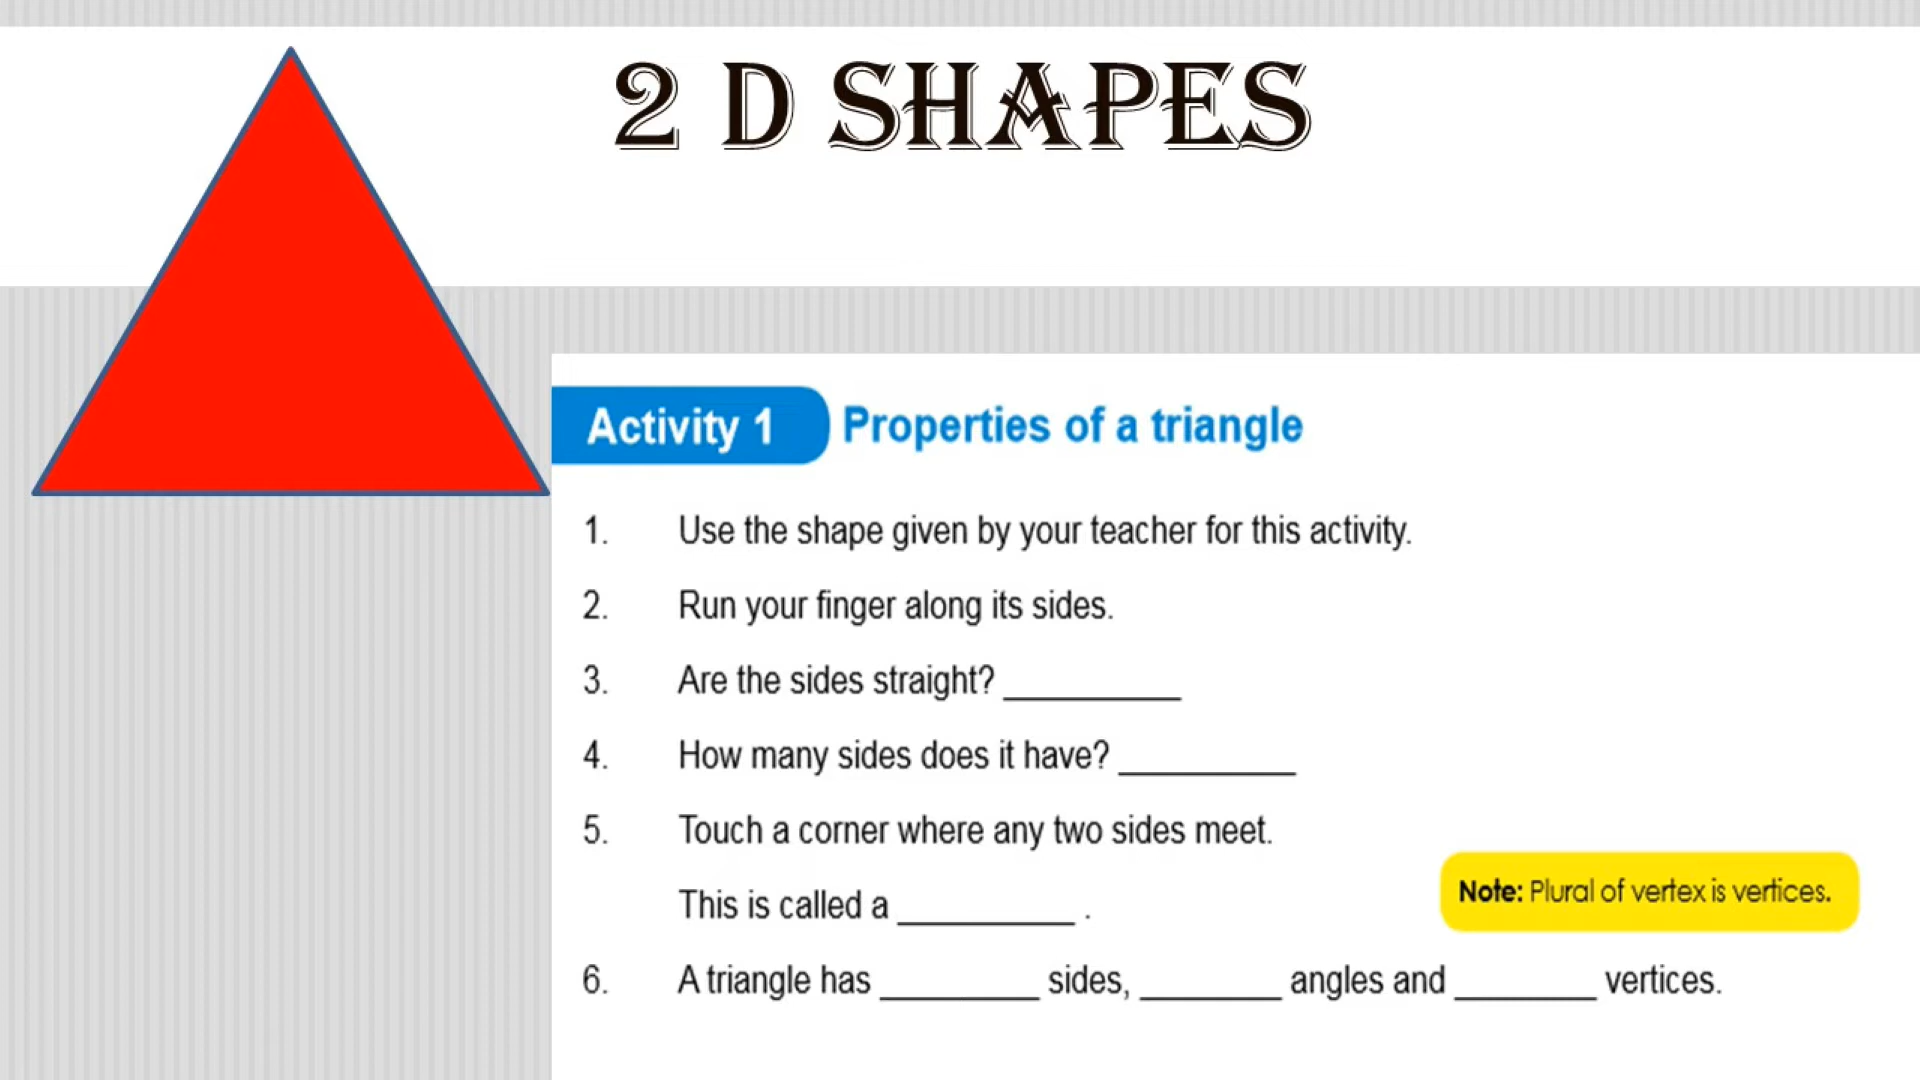 2 D SHAPES
Activity 1 Properties of a triangle
1. Use the shape given by your teacher for this activity.
2. Run your finger along its sides.
3. Are the sides straight? __________
4. How many sides does it have? __________
5. Touch a corner where any two sides meet.
This is called a __________ .
Note: Plural of vertex is vertices.
6. A triangle has _________ sides, ________ angles and ________ vertices.